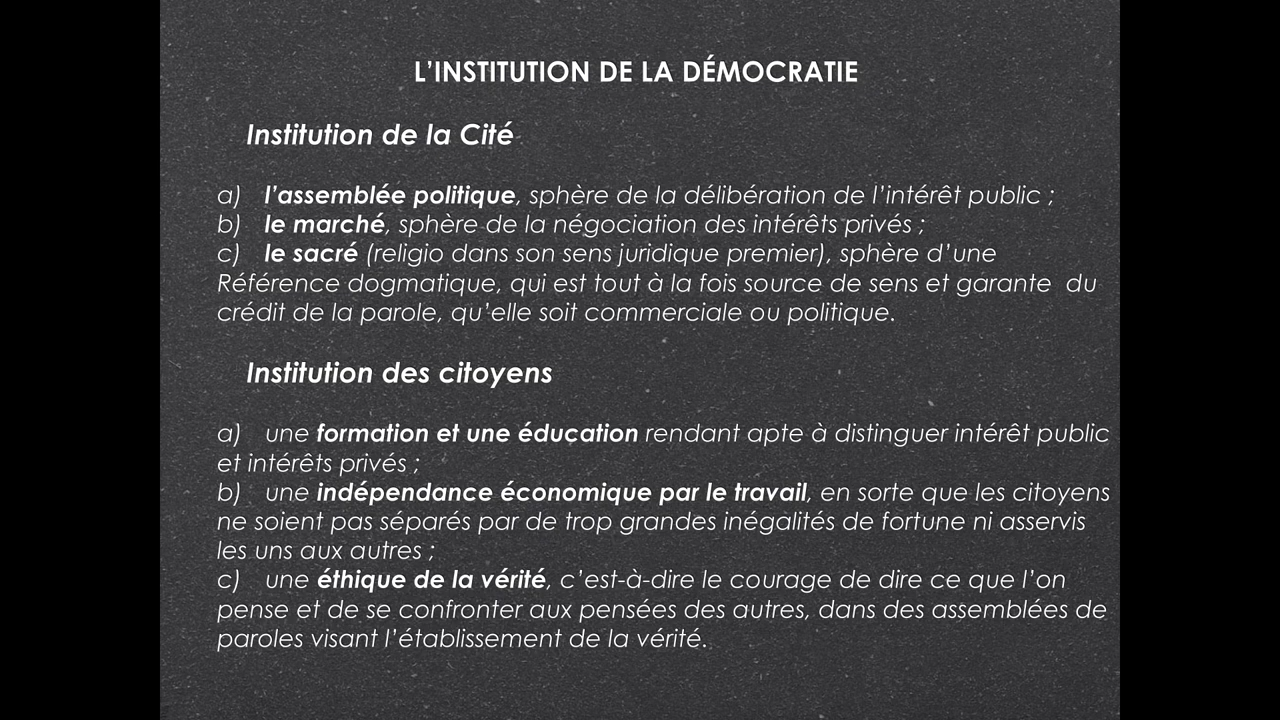 L’INSTITUTION DE LA DÉMOCRATIE
Institution de la Cité
a) l’assemblée politique, sphère de la délibération de l’intérêt public ;
b) le marché, sphère de la négociation des intérêts privés ;
c) le sacré (religio dans son sens juridique premier), sphère d’une
Référence dogmatique, qui est tout à la fois source de sens et garante du
crédit de la parole, qu’elle soit commerciale ou politique.
Institution des citoyens
a) une formation et une éducation rendant apte à distinguer intérêt public
et intérêts privés ;
b) une indépendance économique par le travail, en sorte que les citoyens
ne soient pas séparés par de trop grandes inégalités de fortune ni asservis
les uns aux autres ;
c) une éthique de la vérité, c’est-à-dire le courage de dire ce que l’on
pense et de se confronter aux pensées des autres, dans des assemblées de
paroles visant l’établissement de la vérité.